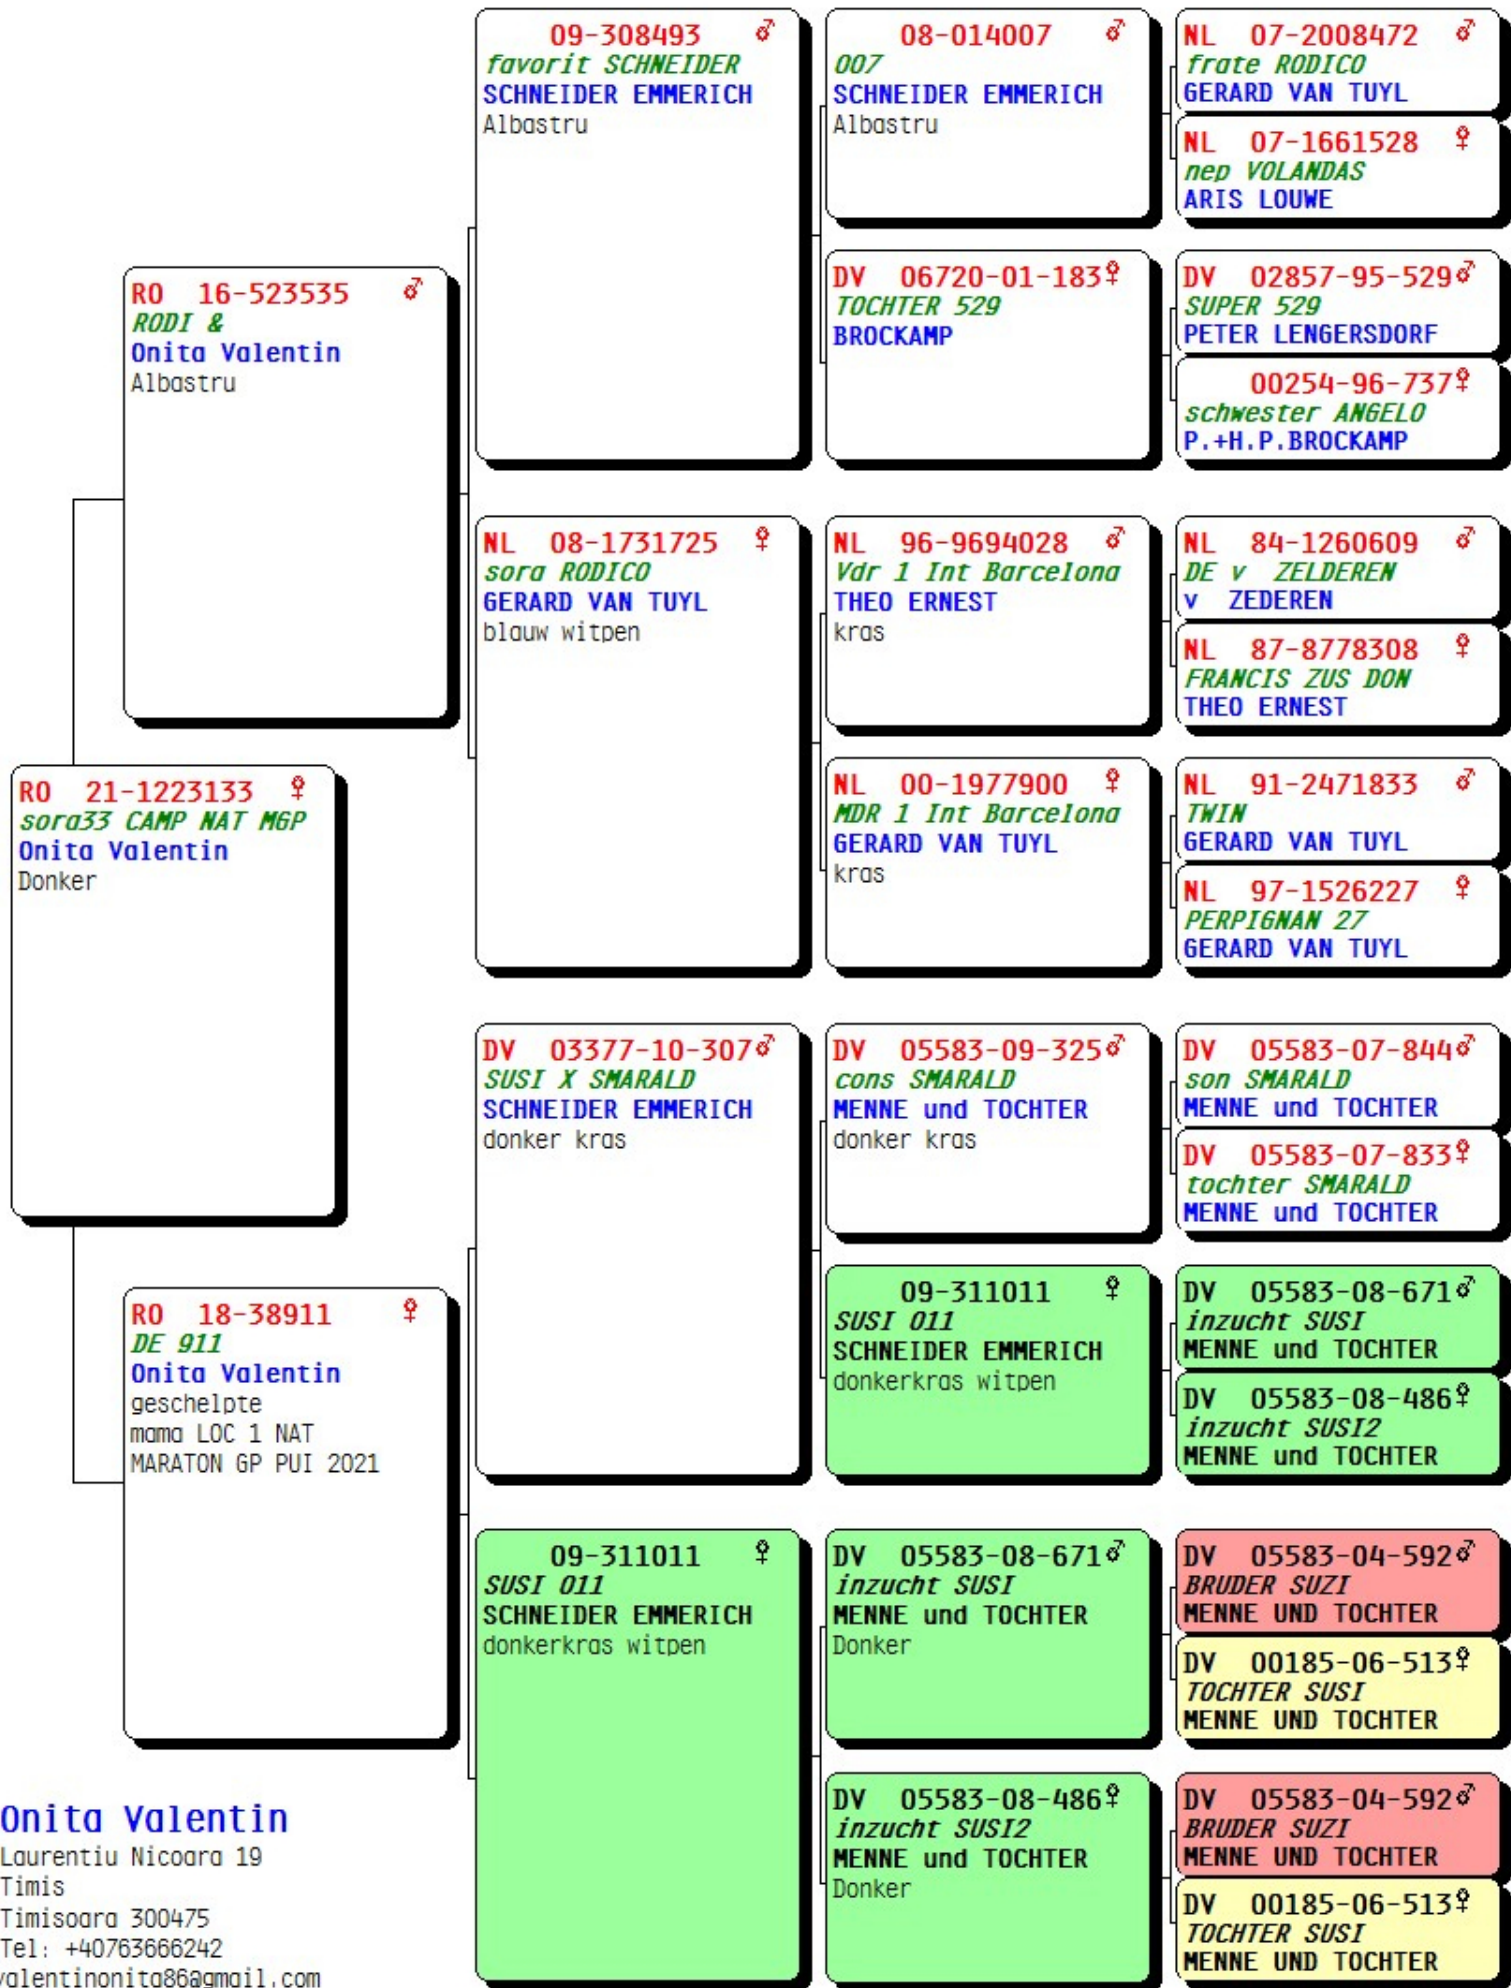 RO 21-1223133 ♀
sora33 CAMP NAT MGP
Onita Valentin
Donker
RO 16-523535 ♂
RODI &
Onita Valentin
Albastru
RO 18-38911 ♀
DE 911
Onita Valentin
geschelpte
mama LOC 1 NAT
MARATON GP PUI 2021
09-308493 ♂
favorit SCHNEIDER
SCHNEIDER EMMERICH
Albastru
NL 08-1731725 ♀
sora RODICO
GERARD VAN TUYL
blauw witpen
DV 03377-10-307♂
SUSI X SMARALD
SCHNEIDER EMMERICH
donker kras
09-311011 ♀
SUSI 011
SCHNEIDER EMMERICH
donkerkras witpen
08-014007 ♂
007
SCHNEIDER EMMERICH
Albastru
DV 06720-01-183♀
TOCHTER 529
BROCKAMP
NL 96-9694028 ♂
Vdr 1 Int Barcelona
THEO ERNEST
kras
NL 00-1977900 ♀
MDR 1 Int Barcelona
GERARD VAN TUYL
kras
DV 05583-09-325♂
cons SMARALD
MENNE und TOCHTER
donker kras
09-311011 ♀
SUSI 011
SCHNEIDER EMMERICH
donkerkras witpen
DV 05583-08-671♂
inzucht SUSI
MENNE und TOCHTER
Donker
DV 05583-08-486♀
inzucht SUSI2
MENNE und TOCHTER
Donker
NL 07-2008472 ♂
frate RODICO
GERARD VAN TUYL
NL 07-1661528 ♀
nep VOLANDAS
ARIS LOUWE
DV 02857-95-529♂
SUPER 529
PETER LENGERSDORF
00254-96-737♀
schwester ANGELO
P.+H.P.BROCKAMP
NL 84-1260609 ♂
DE v ZELDEREN
v ZEDEREN
NL 87-8778308 ♀
FRANCIS ZUS DON
THEO ERNEST
NL 91-2471833 ♂
TWIN
GERARD VAN TUYL
NL 97-1526227 ♀
PERPIGNAN 27
GERARD VAN TUYL
DV 05583-07-844♂
son SMARALD
MENNE und TOCHTER
DV 05583-07-833♀
tochter SMARALD
MENNE und TOCHTER
DV 05583-08-671♂
inzucht SUSI
MENNE und TOCHTER
DV 05583-08-486♀
inzucht SUSI2
MENNE und TOCHTER
DV 05583-04-592♂
BRUDER SUZI
MENNE UND TOCHTER
DV 00185-06-513♀
TOCHTER SUSI
MENNE UND TOCHTER
DV 05583-04-592♂
BRUDER SUZI
MENNE UND TOCHTER
DV 00185-06-513♀
TOCHTER SUSI
MENNE UND TOCHTER
Onita Valentin
Laurentiu Nicoara 19
Timis
Timisoara 300475
Tel: +40763666242
valentinonita86@gmail.com